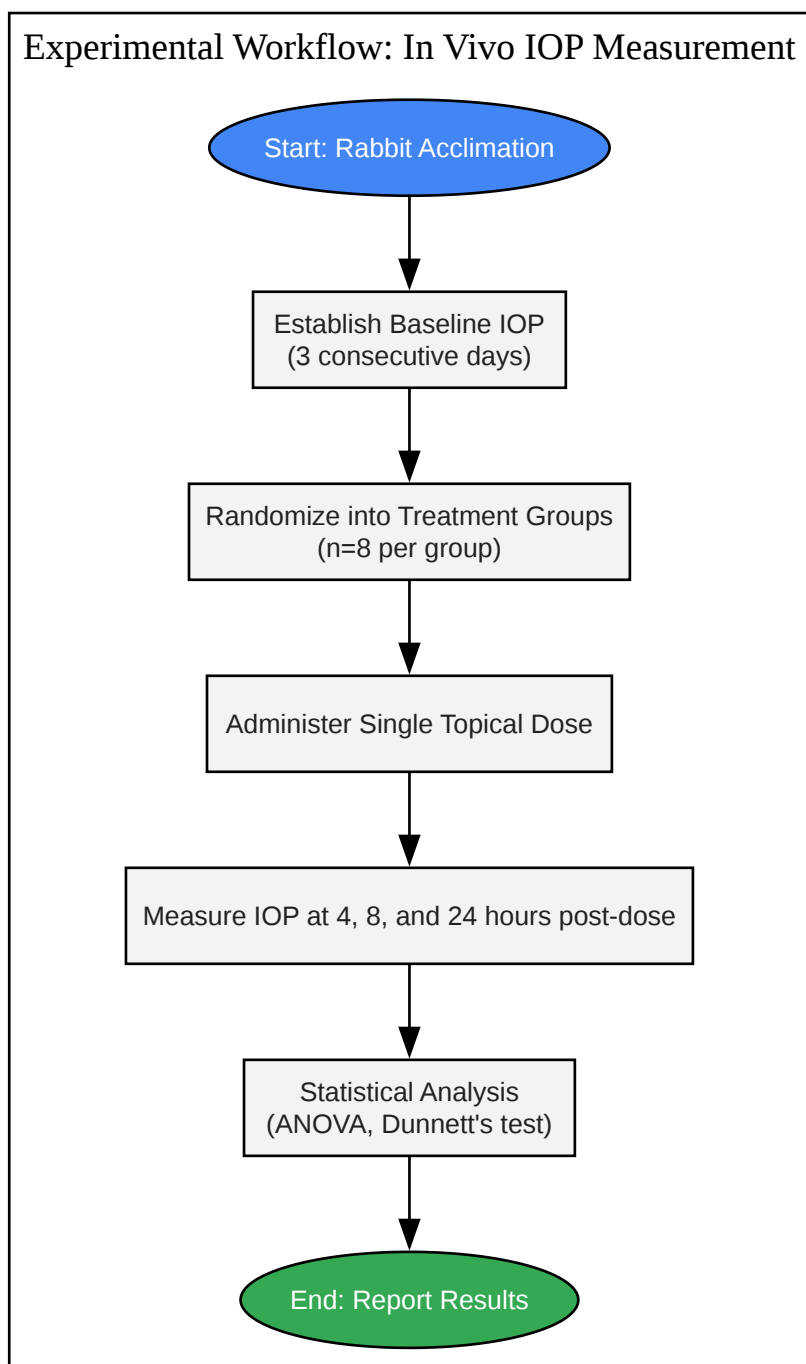 Experimental Workflow: In Vivo IOP Measurement
Start: Rabbit Acclimation
Establish Baseline IOP
(3 consecutive days)
Randomize into Treatment Groups
(n=8 per group)
Administer Single Topical Dose
Measure IOP at 4, 8, and 24 hours post-dose
Statistical Analysis
(ANOVA, Dunnett's test)
End: Report Results